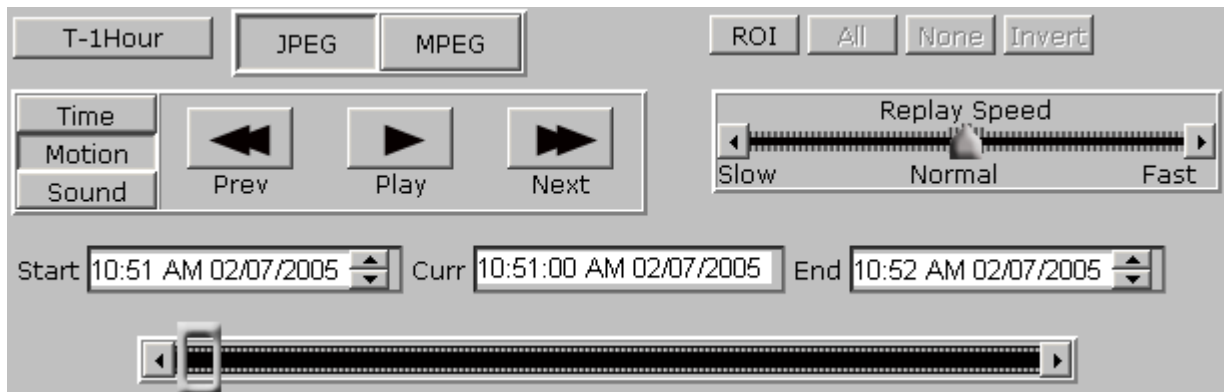 T-1Hour JPEG MPEG ROI All None Invert
Time
Motion
Sound
Prev Play Next
Replay Speed
Slow Normal Fast
Start 10:51 AM 02/07/2005 Curr 10:51:00 AM 02/07/2005 End 10:52 AM 02/07/2005